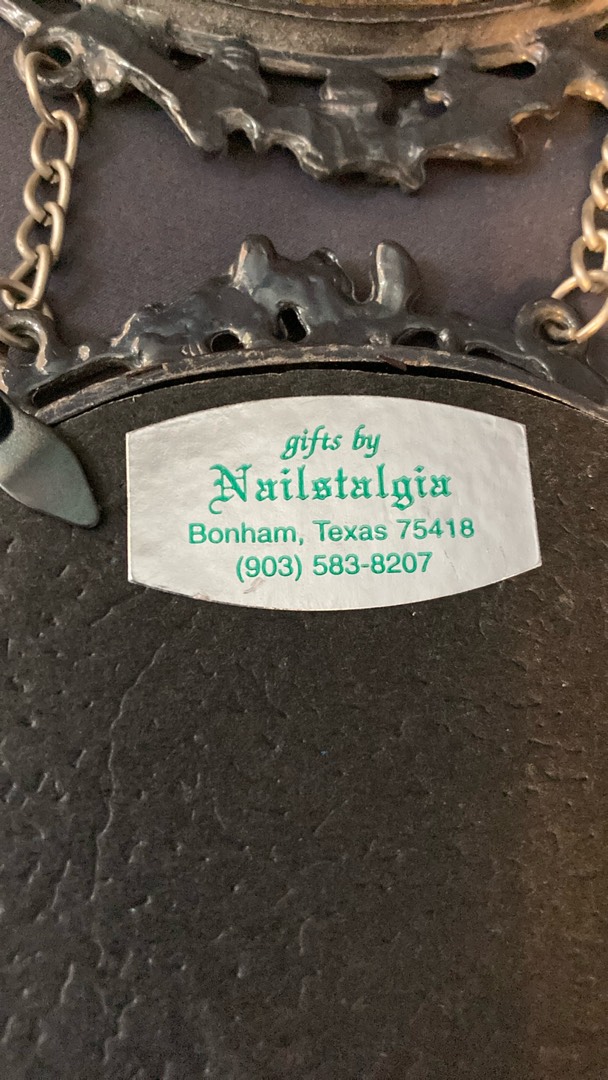 gifts by
Nailstalgia
Bonham, Texas 75418
(903) 583-8207